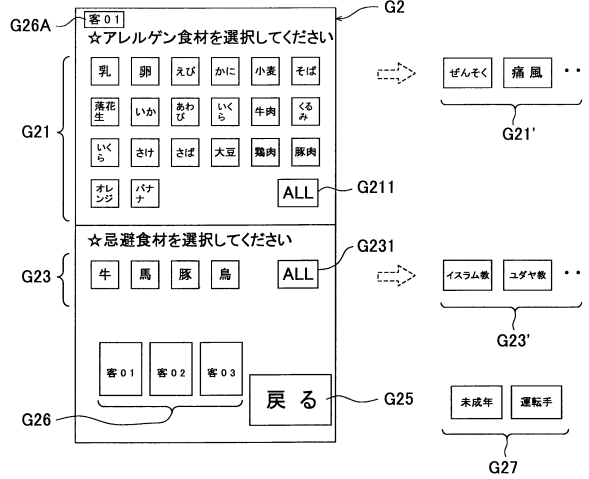 G26A
客01
G2
☆アレルゲン食材を選択してください
乳 卵 えび かに 小麦 そば
落花生 いか あわび いくら 牛肉 くるみ
いくら さけ さば 大豆 鶏肉 豚肉
オレンジ バナナ ALL
G21
G211
ぜんそく 痛風 ・・
G21'
☆忌避食材を選択してください
牛 馬 豚 鳥 ALL
G23
G231
イスラム教 ユダヤ教 ・・
G23'
客01 客02 客03
G26
戻る
G25
未成年 運転手
G27